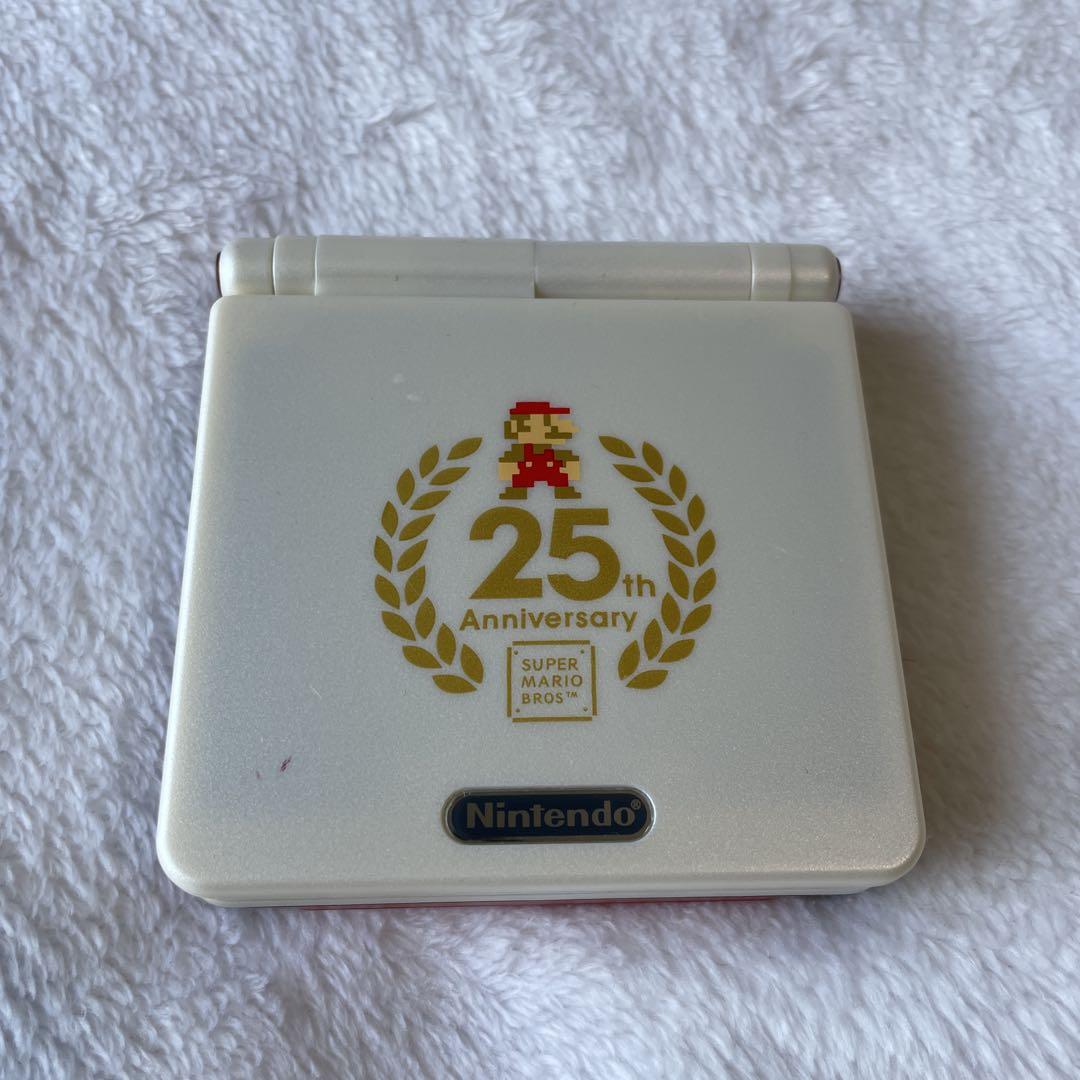 25th
Anniversary
SUPER
MARIO
BROS™
Nintendo®